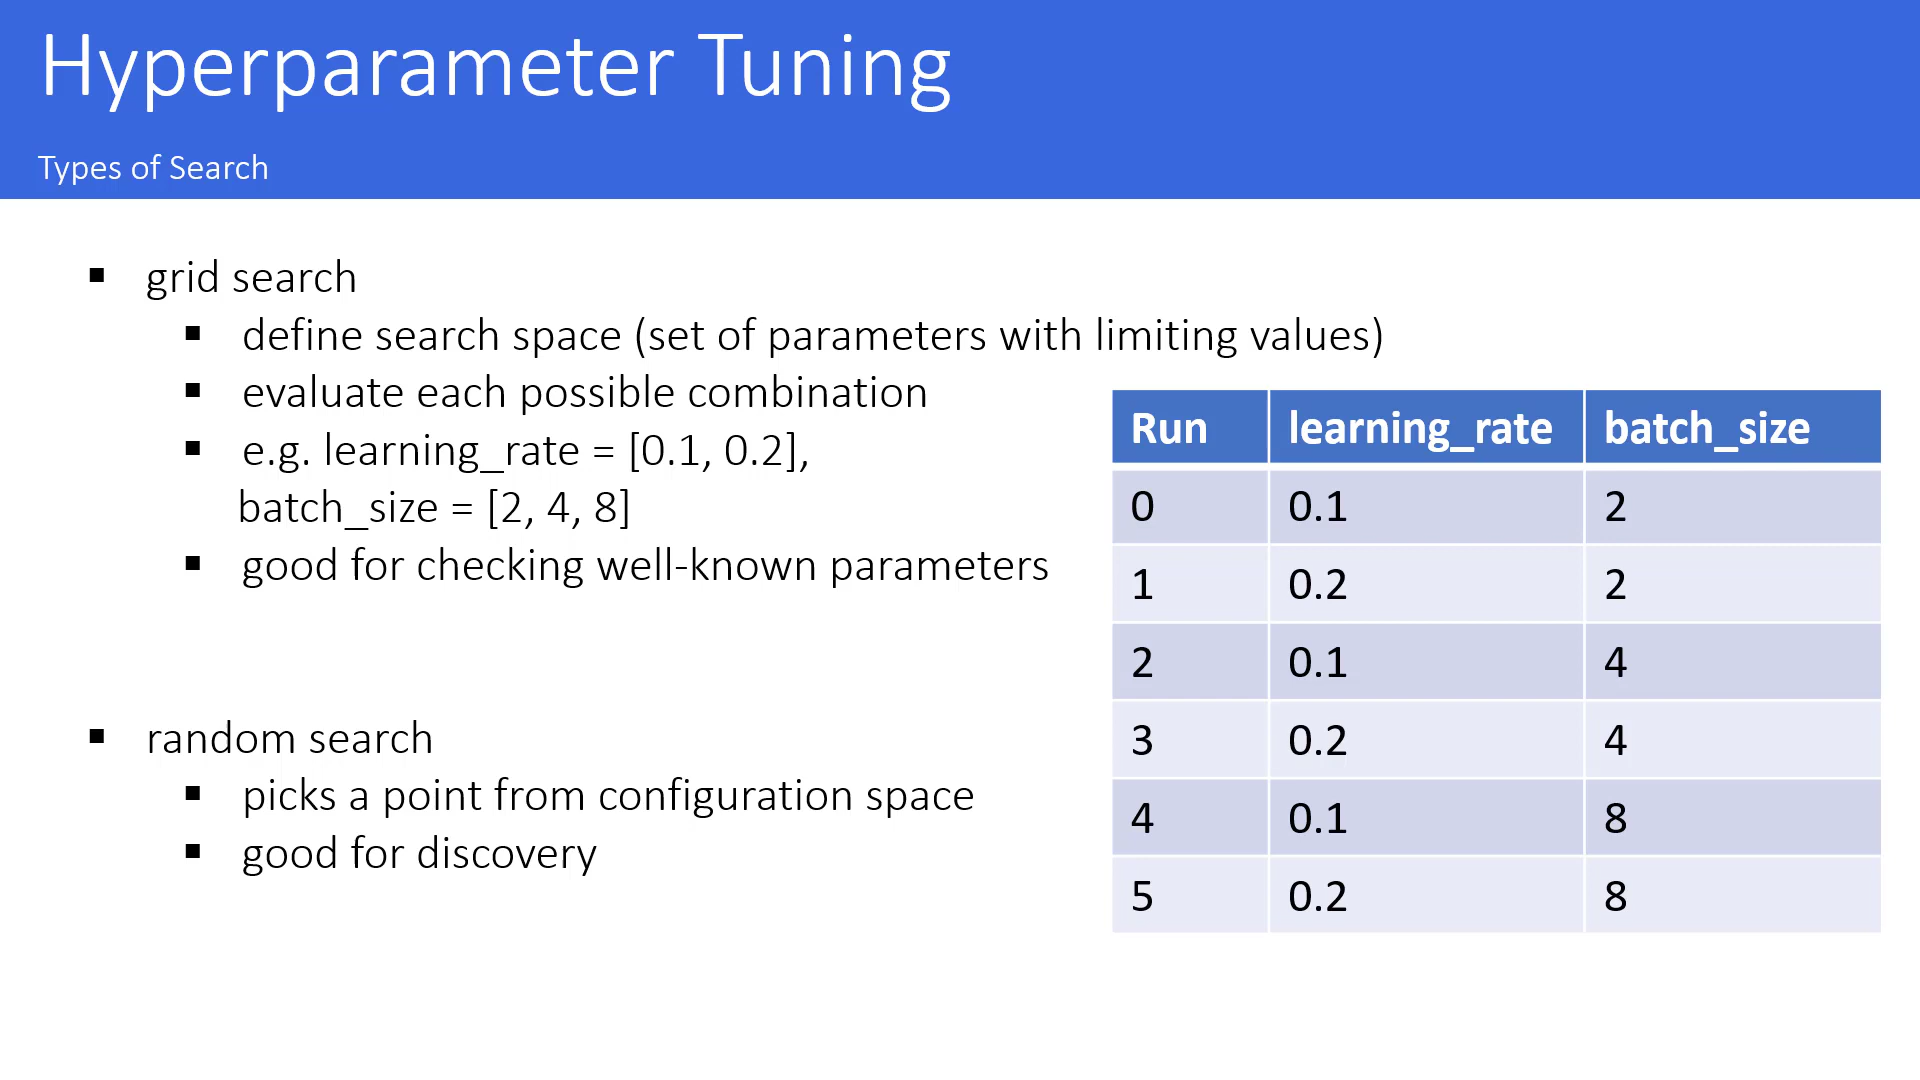 Hyperparameter Tuning
Types of Search
▪ grid search
▪ define search space (set of parameters with limiting values)
▪ evaluate each possible combination
▪ e.g. learning_rate = [0.1, 0.2],
batch_size = [2, 4, 8]
▪ good for checking well-known parameters
▪ random search
▪ picks a point from configuration space
▪ good for discovery
Run learning_rate batch_size
0 0.1 2
1 0.2 2
2 0.1 4
3 0.2 4
4 0.1 8
5 0.2 8